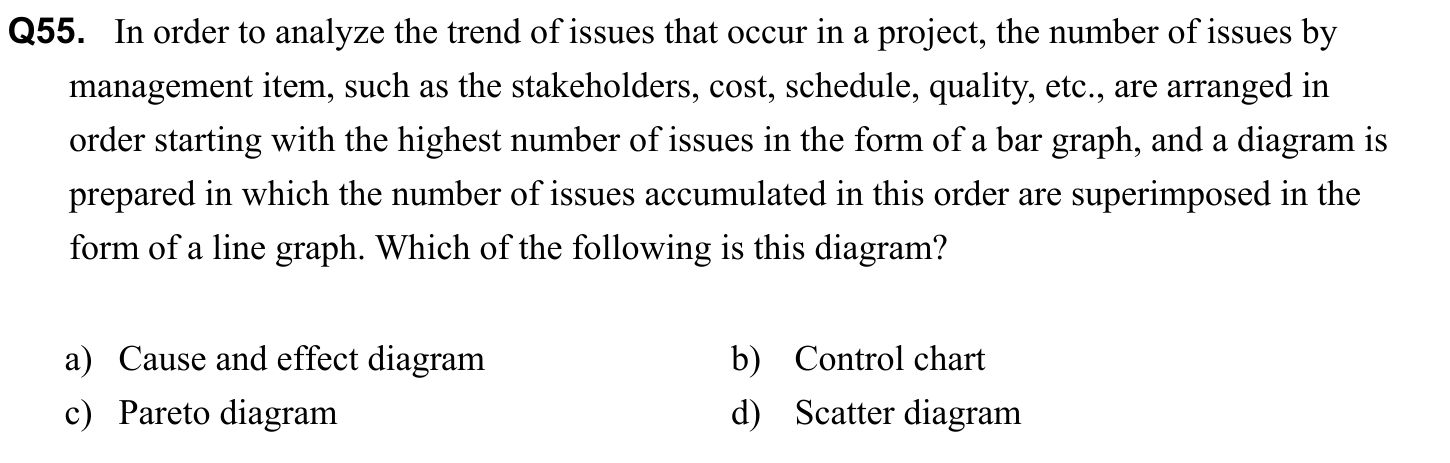 Q55. In order to analyze the trend of issues that occur in a project, the number of issues by
management item, such as the stakeholders, cost, schedule, quality, etc., are arranged in
order starting with the highest number of issues in the form of a bar graph, and a diagram is
prepared in which the number of issues accumulated in this order are superimposed in the
form of a line graph. Which of the following is this diagram?
a) Cause and effect diagram b) Control chart
c) Pareto diagram d) Scatter diagram